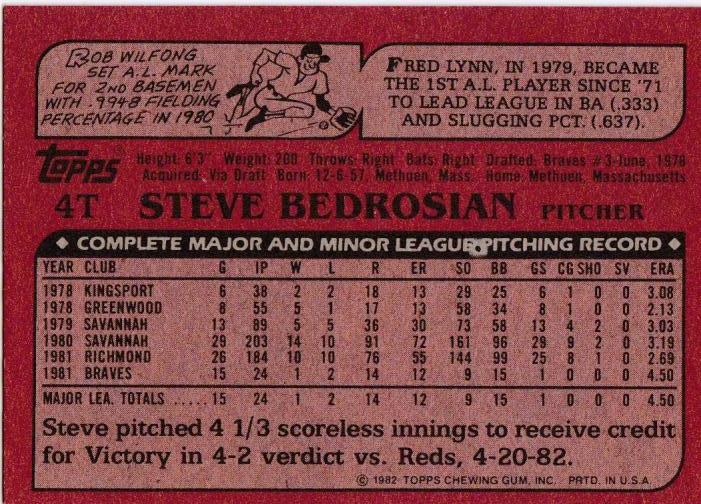 BOB WILFONG
SET A.L. MARK
FOR 2ND BASEMEN
WITH .9948 FIELDING
PERCENTAGE IN 1980
FRED LYNN, IN 1979, BECAME
THE 1ST A.L. PLAYER SINCE '71
TO LEAD LEAGUE IN BA (.333)
AND SLUGGING PCT. (.637).
Topps
Height: 6'3" Weight: 200 Throws: Right Bats: Right Drafted: Braves #3-June, 1978
Acquired: Via Draft Born: 12-6-57, Methuen, Mass. Home: Methuen, Massachusetts
4T STEVE BEDROSIAN PITCHER
◆ COMPLETE MAJOR AND MINOR LEAGUE PITCHING RECORD ◆
YEAR CLUB G IP W L R ER SO BB GS CG SHO SV ERA
1978 KINGSPORT 6 38 2 2 18 13 29 25 6 1 0 0 3.08
1978 GREENWOOD 8 55 5 1 17 13 58 34 8 1 0 0 2.13
1979 SAVANNAH 13 89 5 5 36 30 73 58 13 4 2 0 3.03
1980 SAVANNAH 29 203 14 10 91 72 161 96 29 9 2 0 3.19
1981 RICHMOND 26 184 10 10 76 55 144 99 25 8 1 0 2.69
1981 BRAVES 15 24 1 2 14 12 9 15 1 0 0 0 4.50
MAJOR LEA. TOTALS ..... 15 24 1 2 14 12 9 15 1 0 0 0 4.50
Steve pitched 4 1/3 scoreless innings to receive credit
for Victory in 4-2 verdict vs. Reds, 4-20-82.
© 1982 TOPPS CHEWING GUM, INC. PRTD. IN U.S.A.